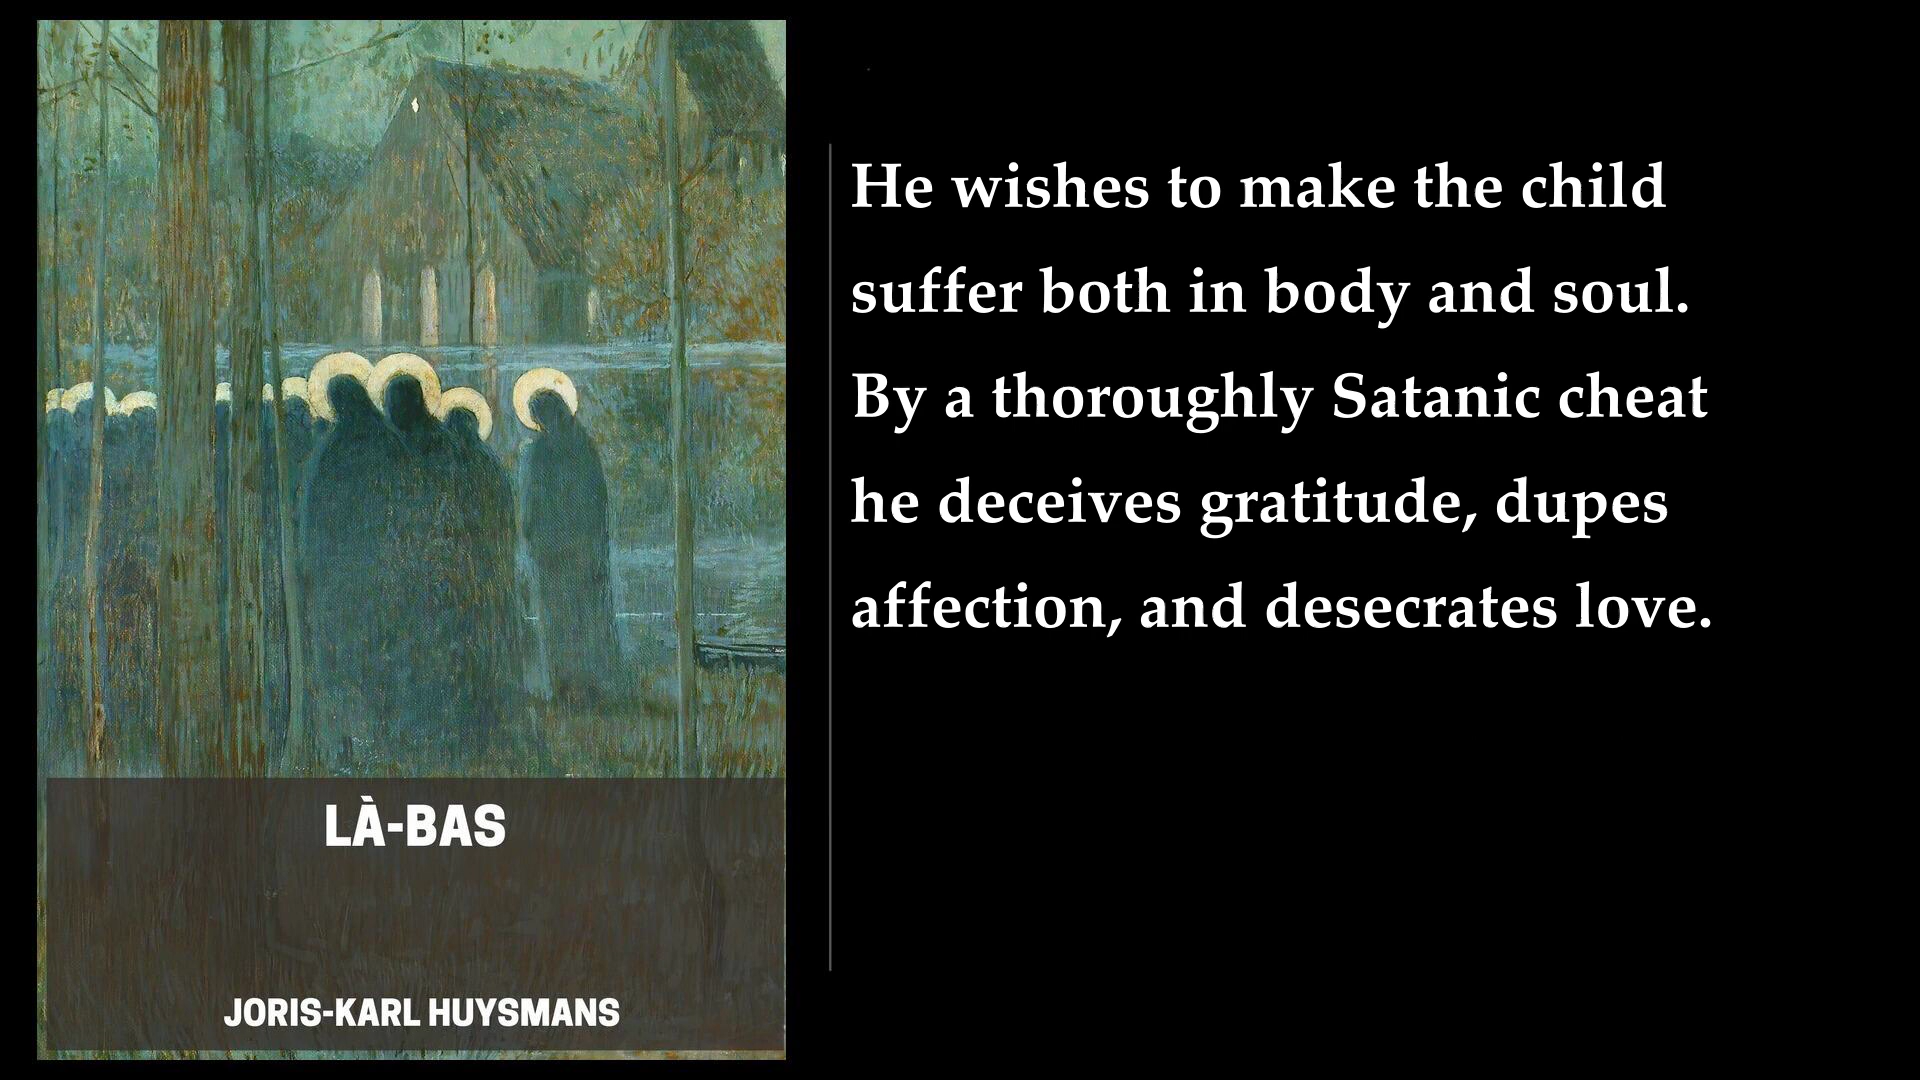 LÀ-BAS
JORIS-KARL HUYSMANS
He wishes to make the child
suffer both in body and soul.
By a thoroughly Satanic cheat
he deceives gratitude, dupes
affection, and desecrates love.